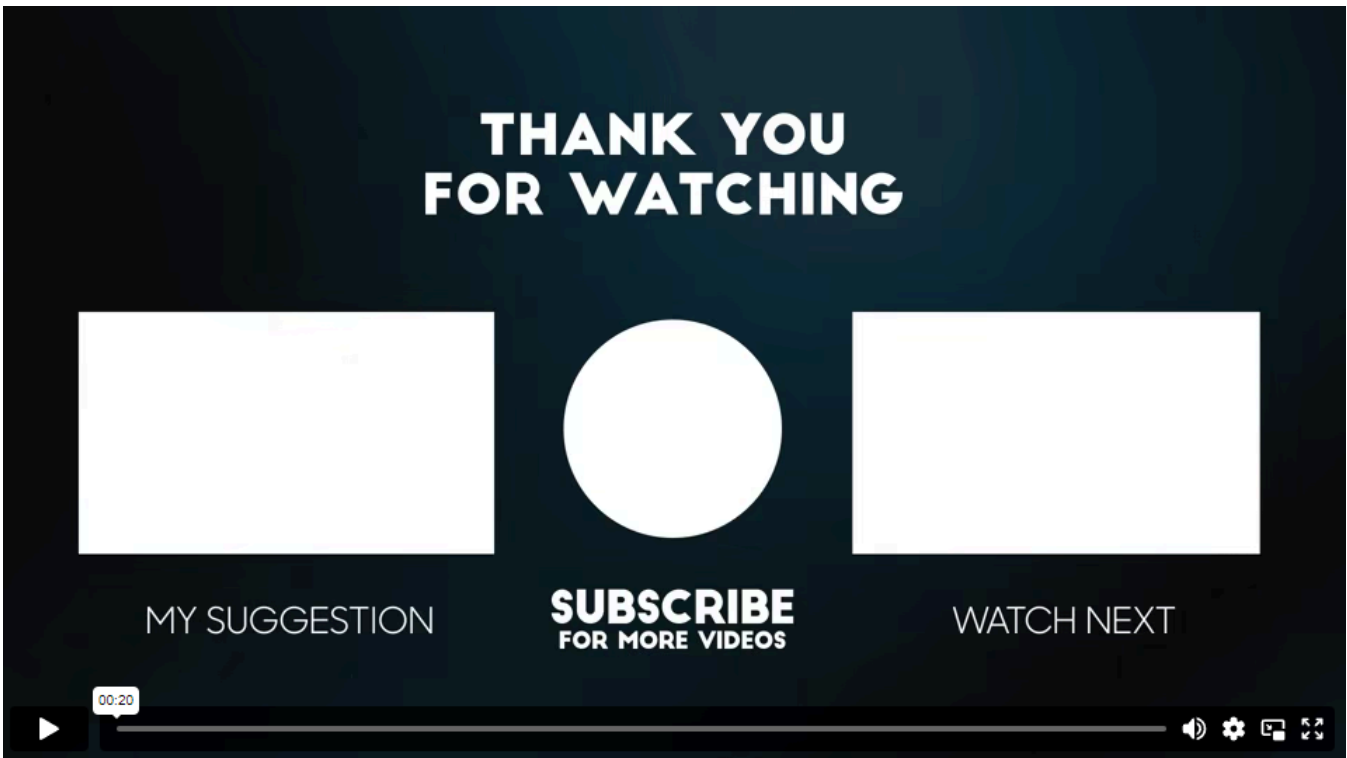 THANK YOU
FOR WATCHING
MY SUGGESTION
SUBSCRIBE
FOR MORE VIDEOS
WATCH NEXT
00:20